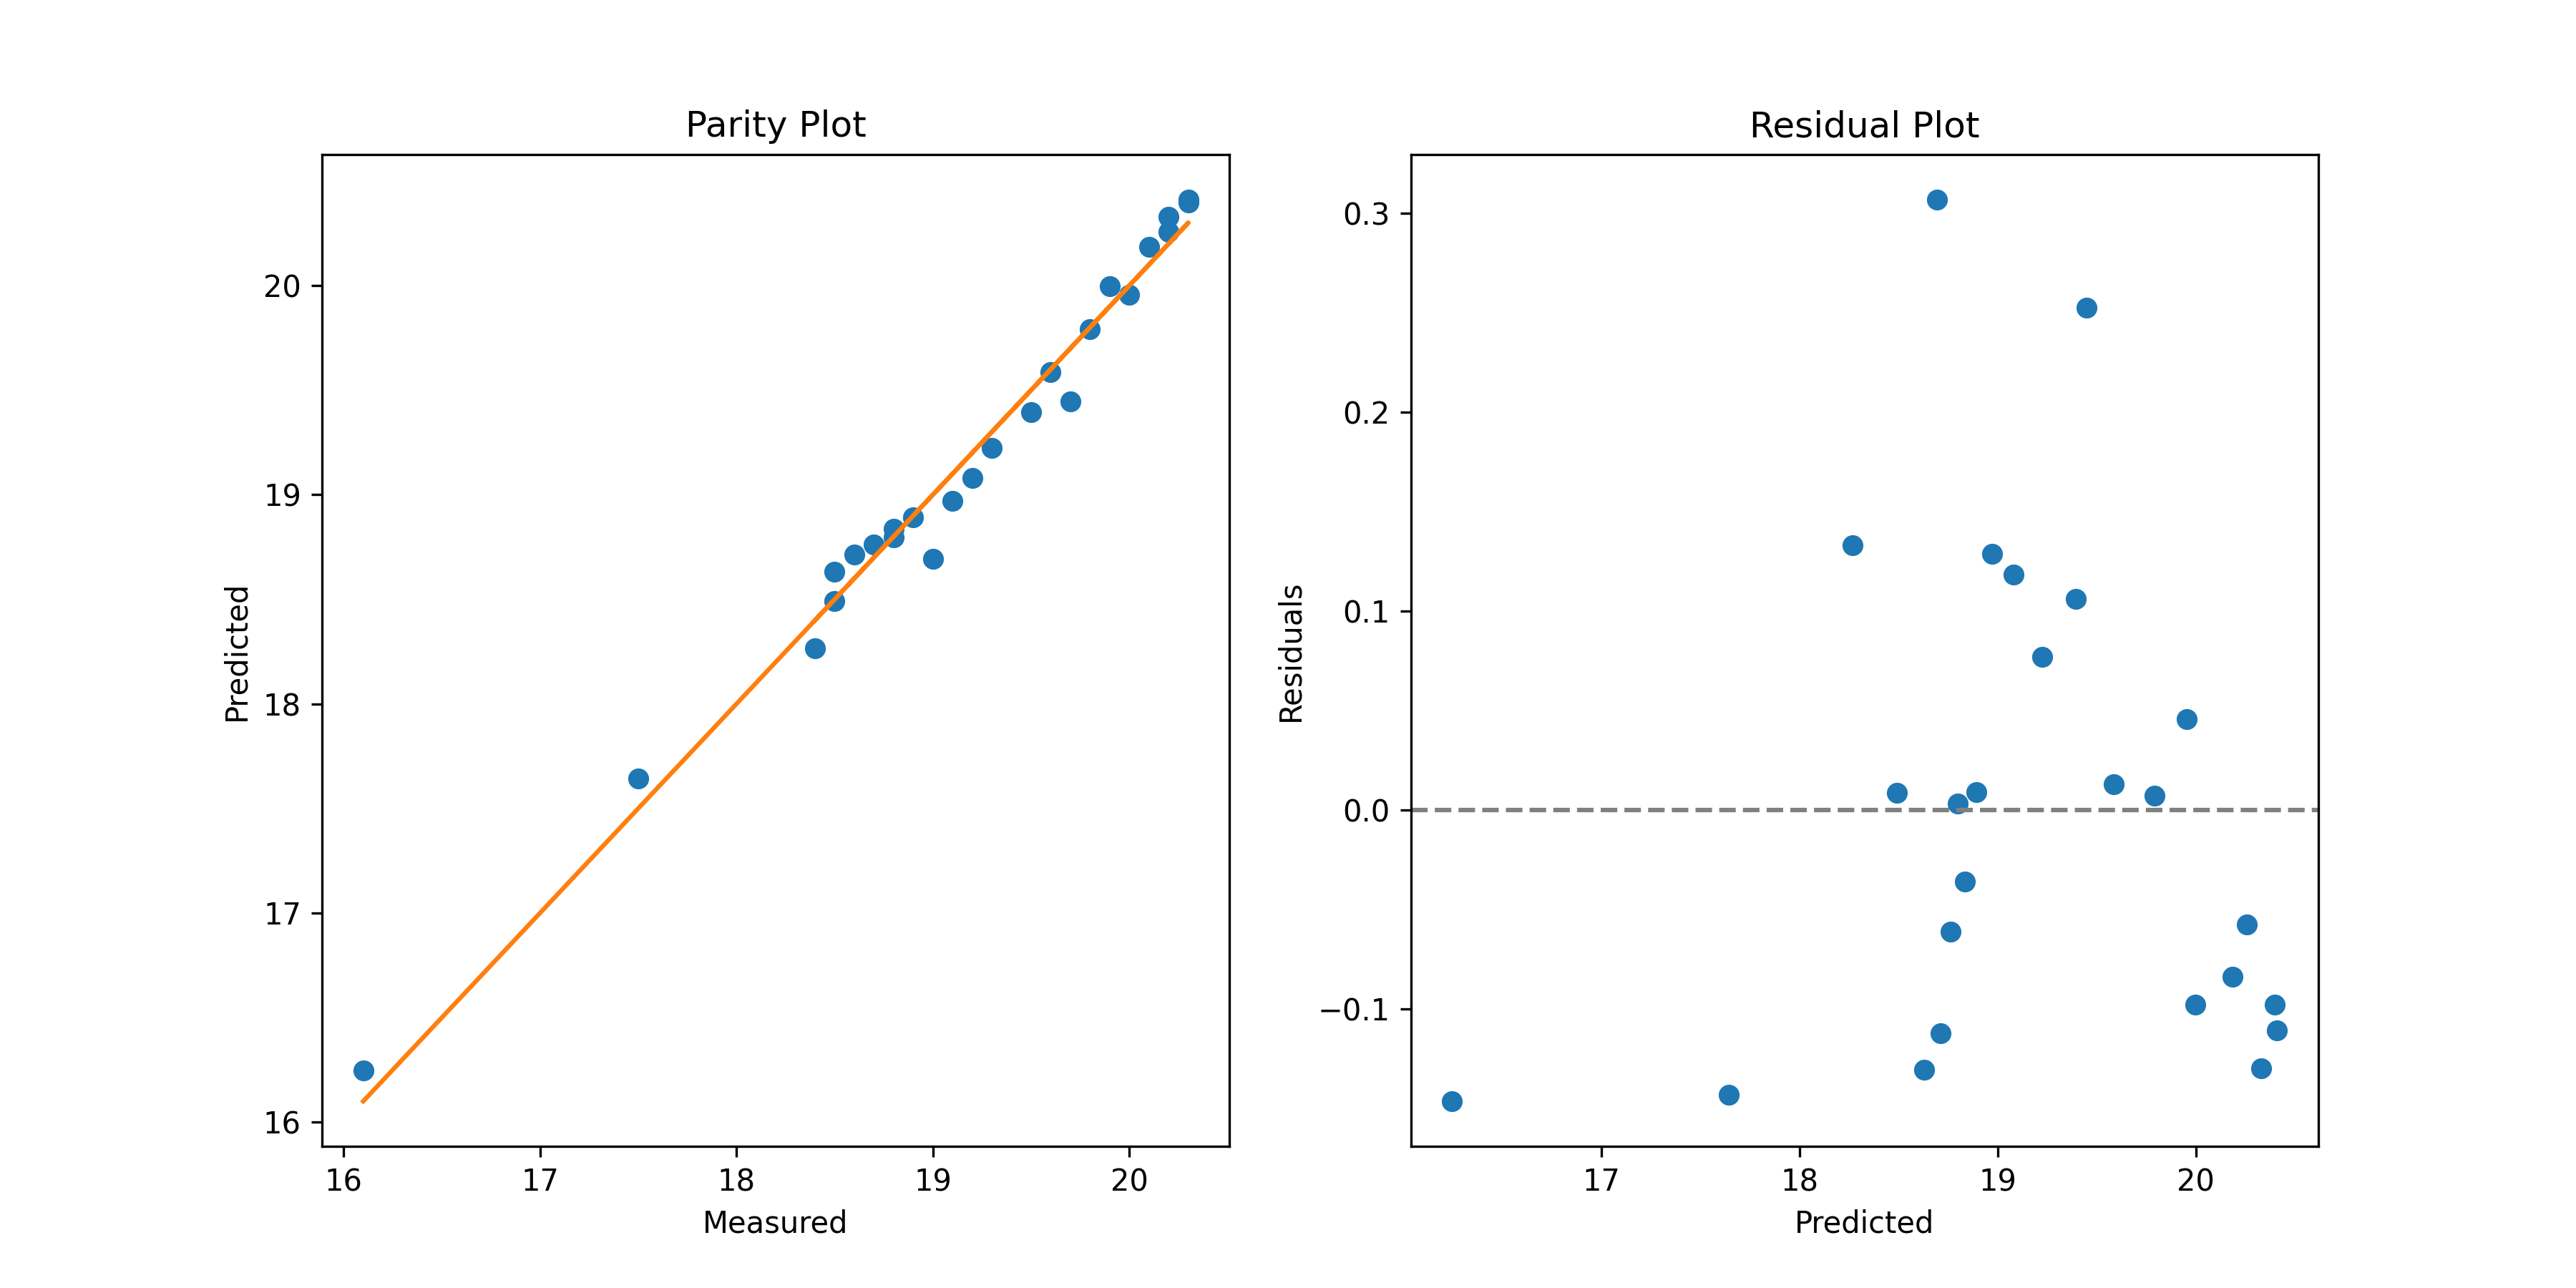 Parity Plot
Predicted
20
19
18
17
16
16 17 18 19 20
Measured
Residual Plot
Residuals
0.3
0.2
0.1
0.0
−0.1
17 18 19 20
Predicted